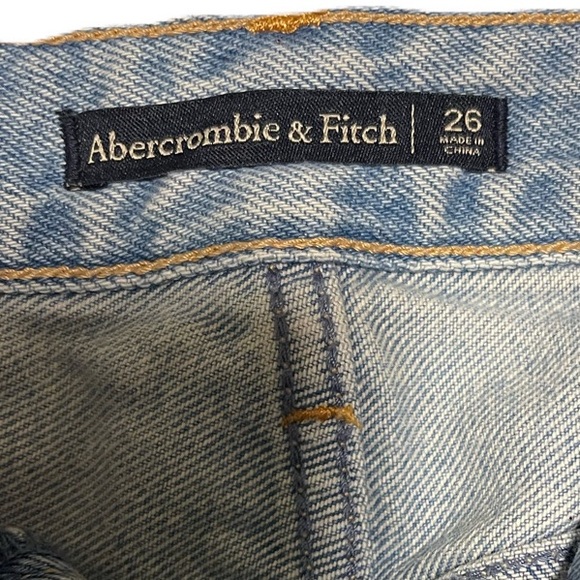 Abercrombie & Fitch | 26
MADE IN
CHINA